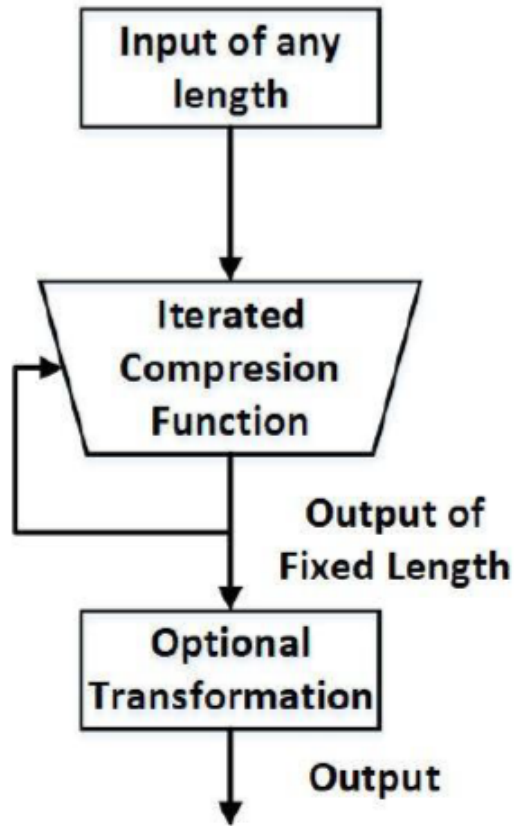 Input of any
length
Iterated
Compresion
Function
Output of
Fixed Length
Optional
Transformation
Output